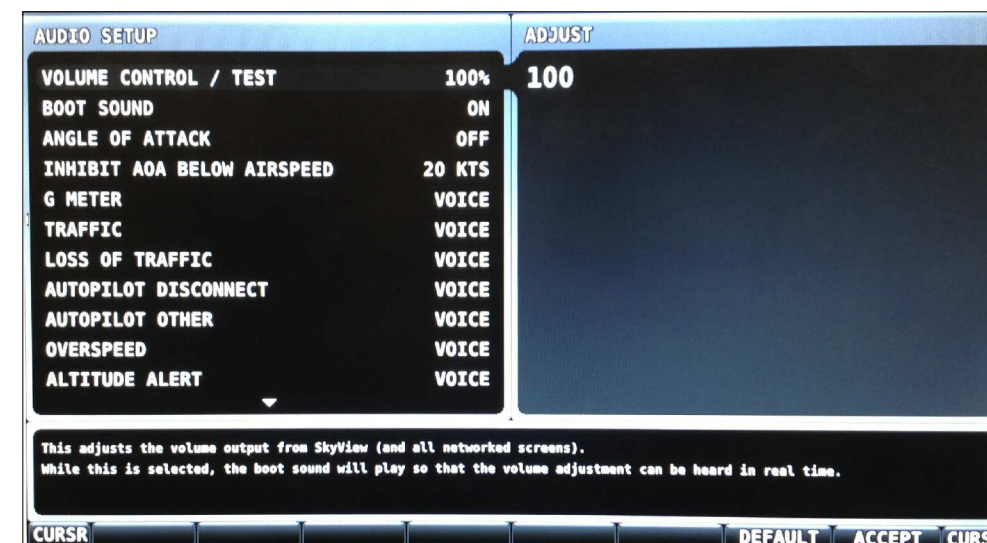 AUDIO SETUP
ADJUST
VOLUME CONTROL / TEST 100%
100
BOOT SOUND ON
ANGLE OF ATTACK OFF
INHIBIT AOA BELOW AIRSPEED 20 KTS
G METER VOICE
TRAFFIC VOICE
LOSS OF TRAFFIC VOICE
AUTOPILOT DISCONNECT VOICE
AUTOPILOT OTHER VOICE
OVERSPEED VOICE
ALTITUDE ALERT VOICE
This adjusts the volume output from SkyView (and all networked screens).
While this is selected, the boot sound will play so that the volume adjustment can be heard in real time.
CURSR DEFAULT ACCEPT CURS